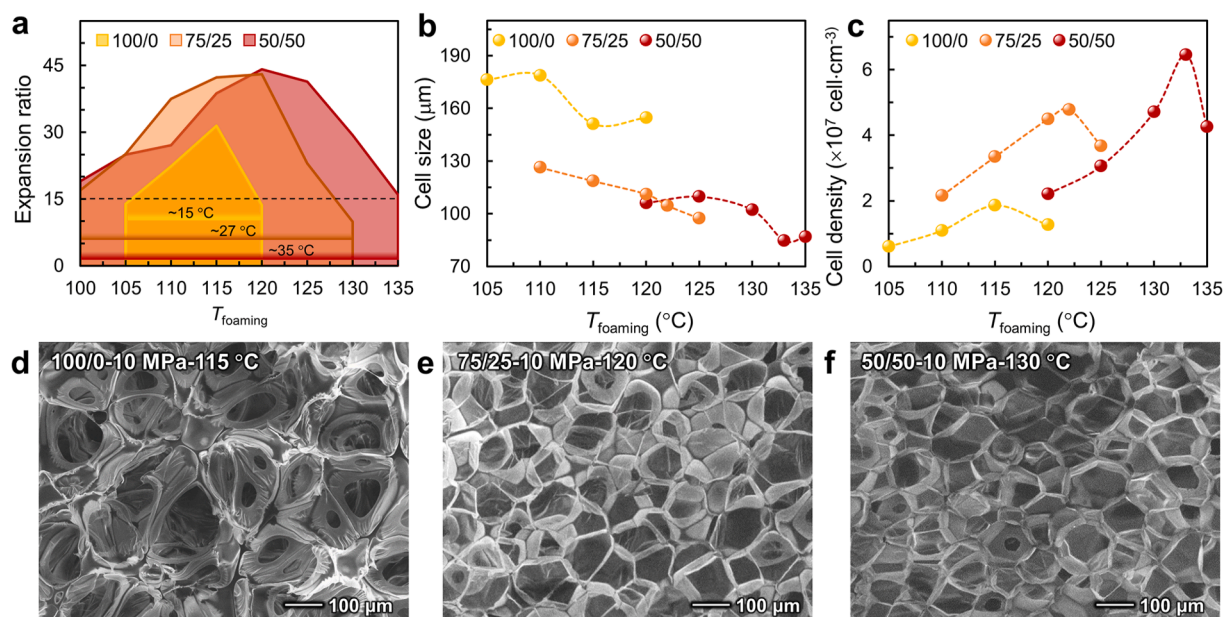 a
100/0 75/25 50/50
Expansion ratio
45
30
15
0
~15 °C
~27 °C
~35 °C
100 105 110 115 120 125 130 135
Tfoaming
b
100/0 75/25 50/50
Cell size (μm)
190
160
130
100
70
105 110 115 120 125 130 135
Tfoaming (°C)
c
100/0 75/25 50/50
Cell density (×10⁷ cell·cm⁻³)
6
4
2
0
105 110 115 120 125 130 135
Tfoaming (°C)
d
100/0-10 MPa-115 °C
100 μm
e
75/25-10 MPa-120 °C
100 μm
f
50/50-10 MPa-130 °C
100 μm